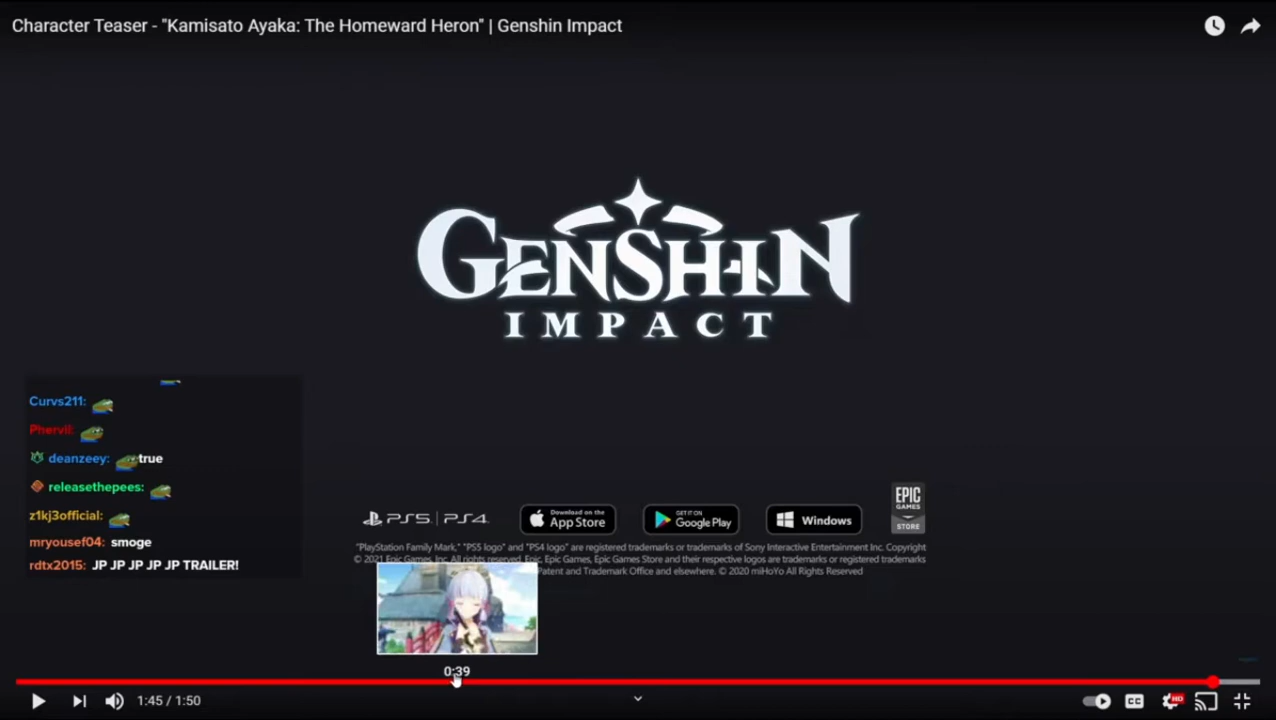 Character Teaser - "Kamisato Ayaka: The Homeward Heron" | Genshin Impact
GENSHIN
IMPACT
Curvs211:
Phervil:
deanzeey: true
releasethepees:
z1kj3official:
mryousef04: smoge
rdtx2015: JP JP JP JP JP TRAILER!
PS5 | PS4
Download on the
App Store
GET IT ON
Google Play
Windows
EPIC
GAMES
STORE
"PlayStation Family Mark," "PS5 logo" and "PS4 logo" are registered trademarks or trademarks of Sony Interactive Entertainment Inc. Copyright
© 2021 Epic Games, Inc. All rights reserved. Epic, Epic Games, Epic Games Store and their respective logos are trademarks or registered trademarks
Patent and Trademark Office and elsewhere. © 2020 miHoYo All Rights Reserved
0:39
1:45 / 1:50
CC
HD